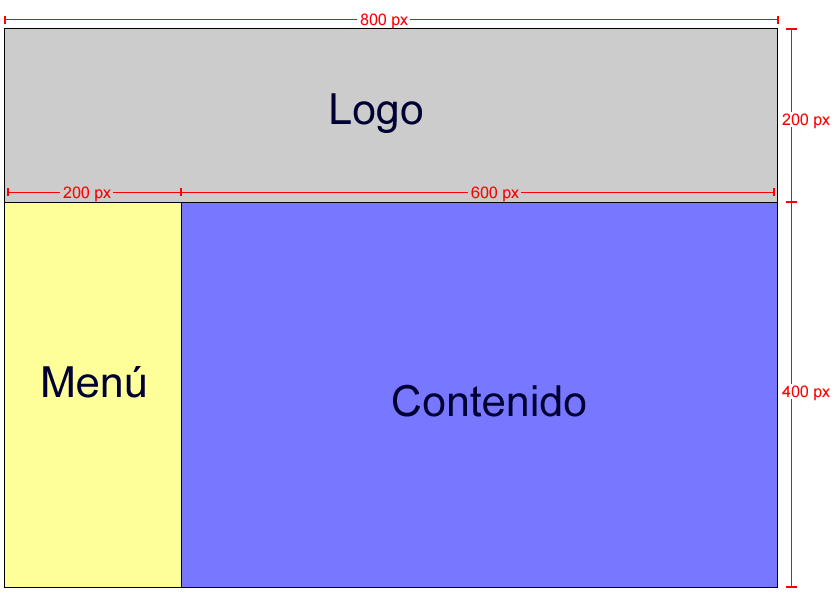 800 px
Logo
200 px
200 px
600 px
Menú
Contenido
400 px